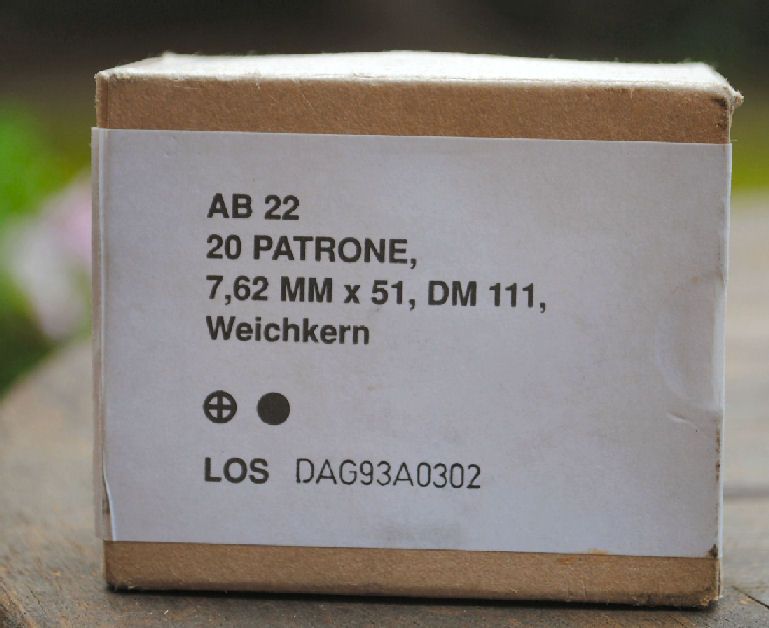 AB 22
20 PATRONE,
7,62 MM x 51, DM 111,
Weichkern
LOS DAG93A0302